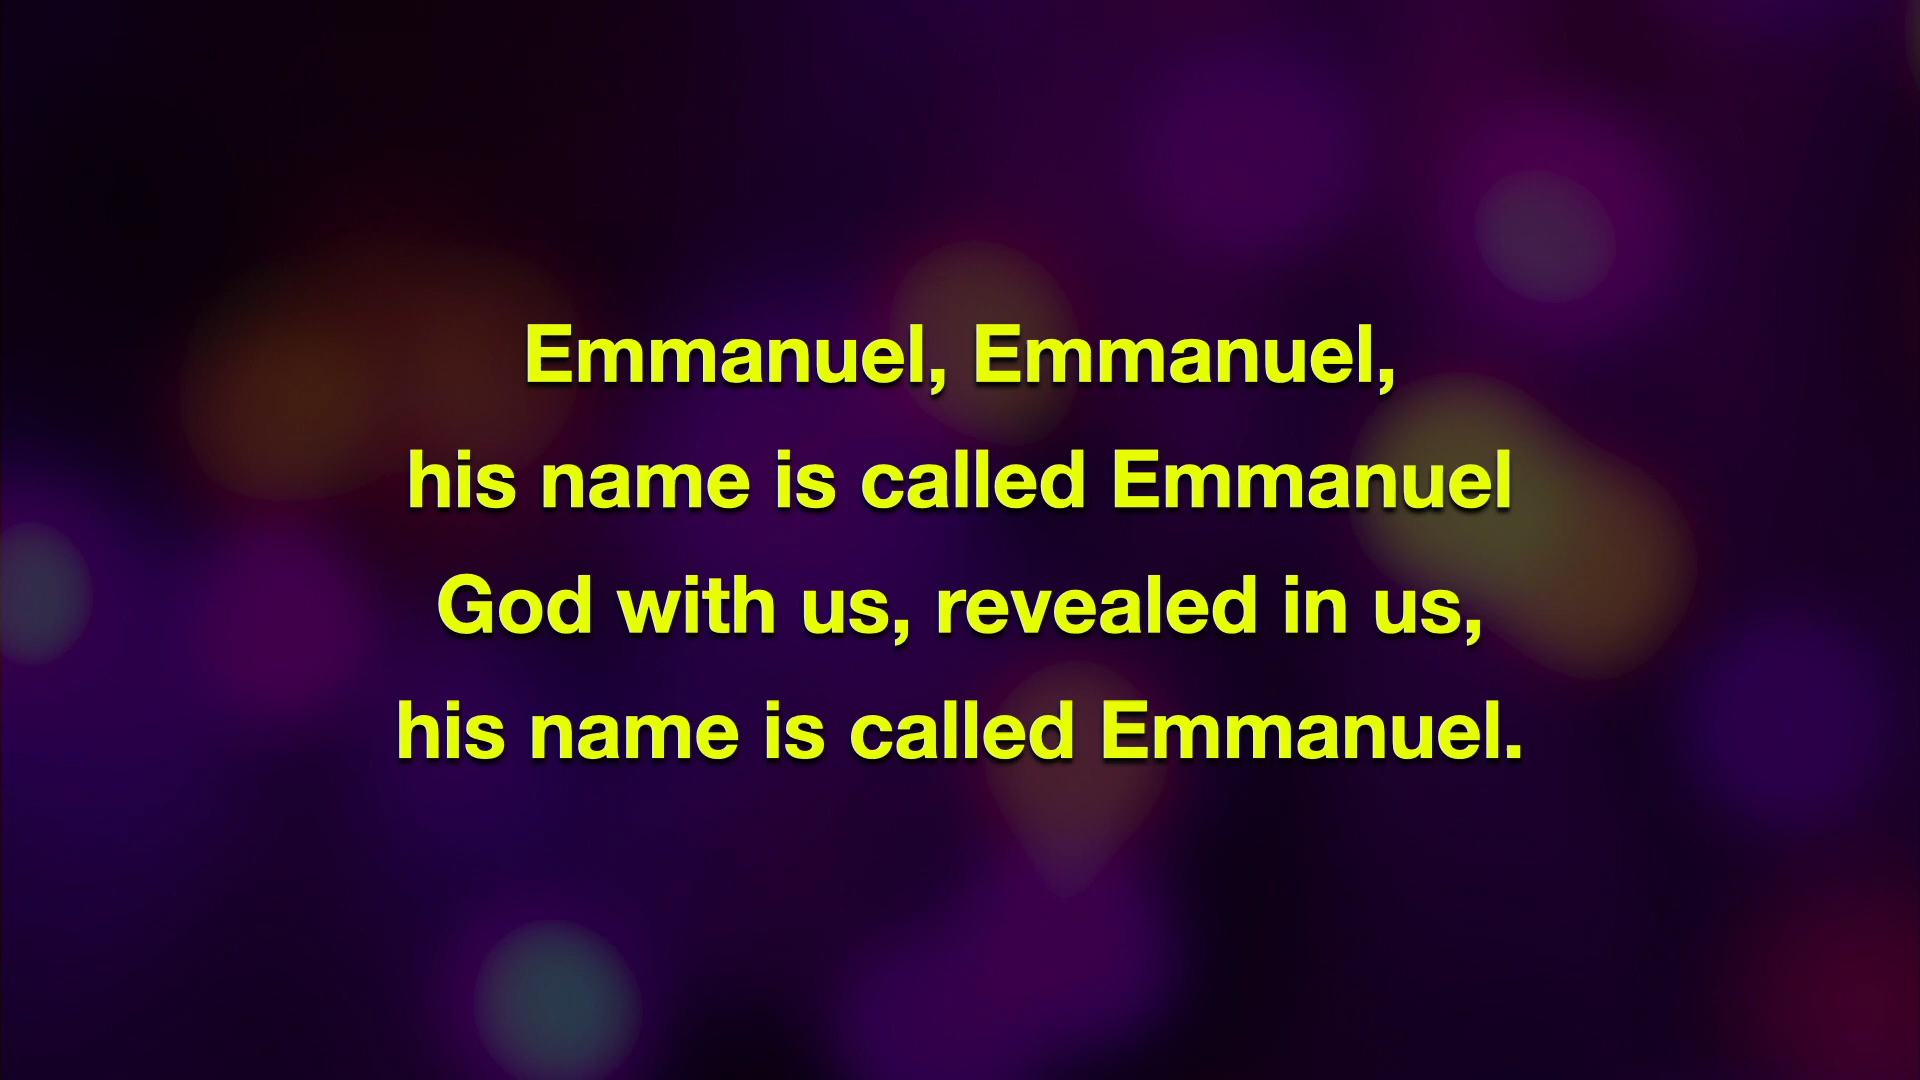 Emmanuel, Emmanuel,
his name is called Emmanuel
God with us, revealed in us,
his name is called Emmanuel.